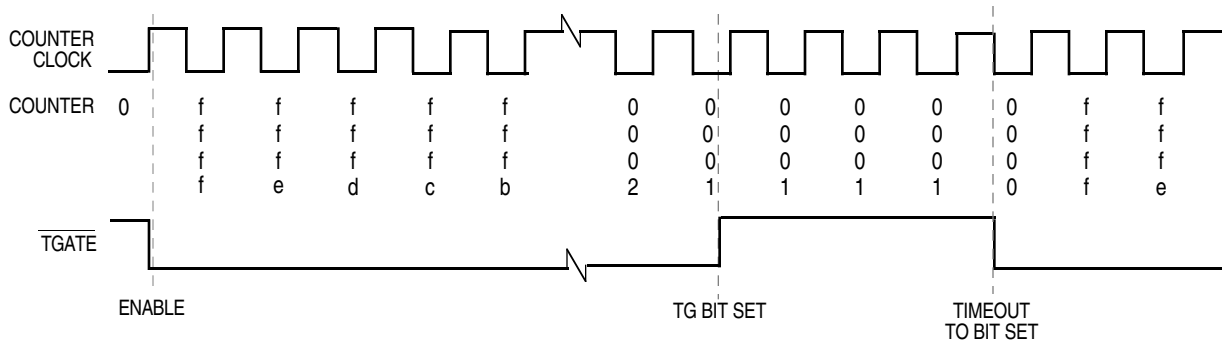 COUNTER
CLOCK
COUNTER 0 f f f f f 0 0 0 0 0 0 f f
f f f f f 0 0 0 0 0 0 f f
f f f f f 0 0 0 0 0 0 f f
f e d c b 2 1 1 1 1 0 f e
TGATE
ENABLE
TG BIT SET
TIMEOUT
TO BIT SET